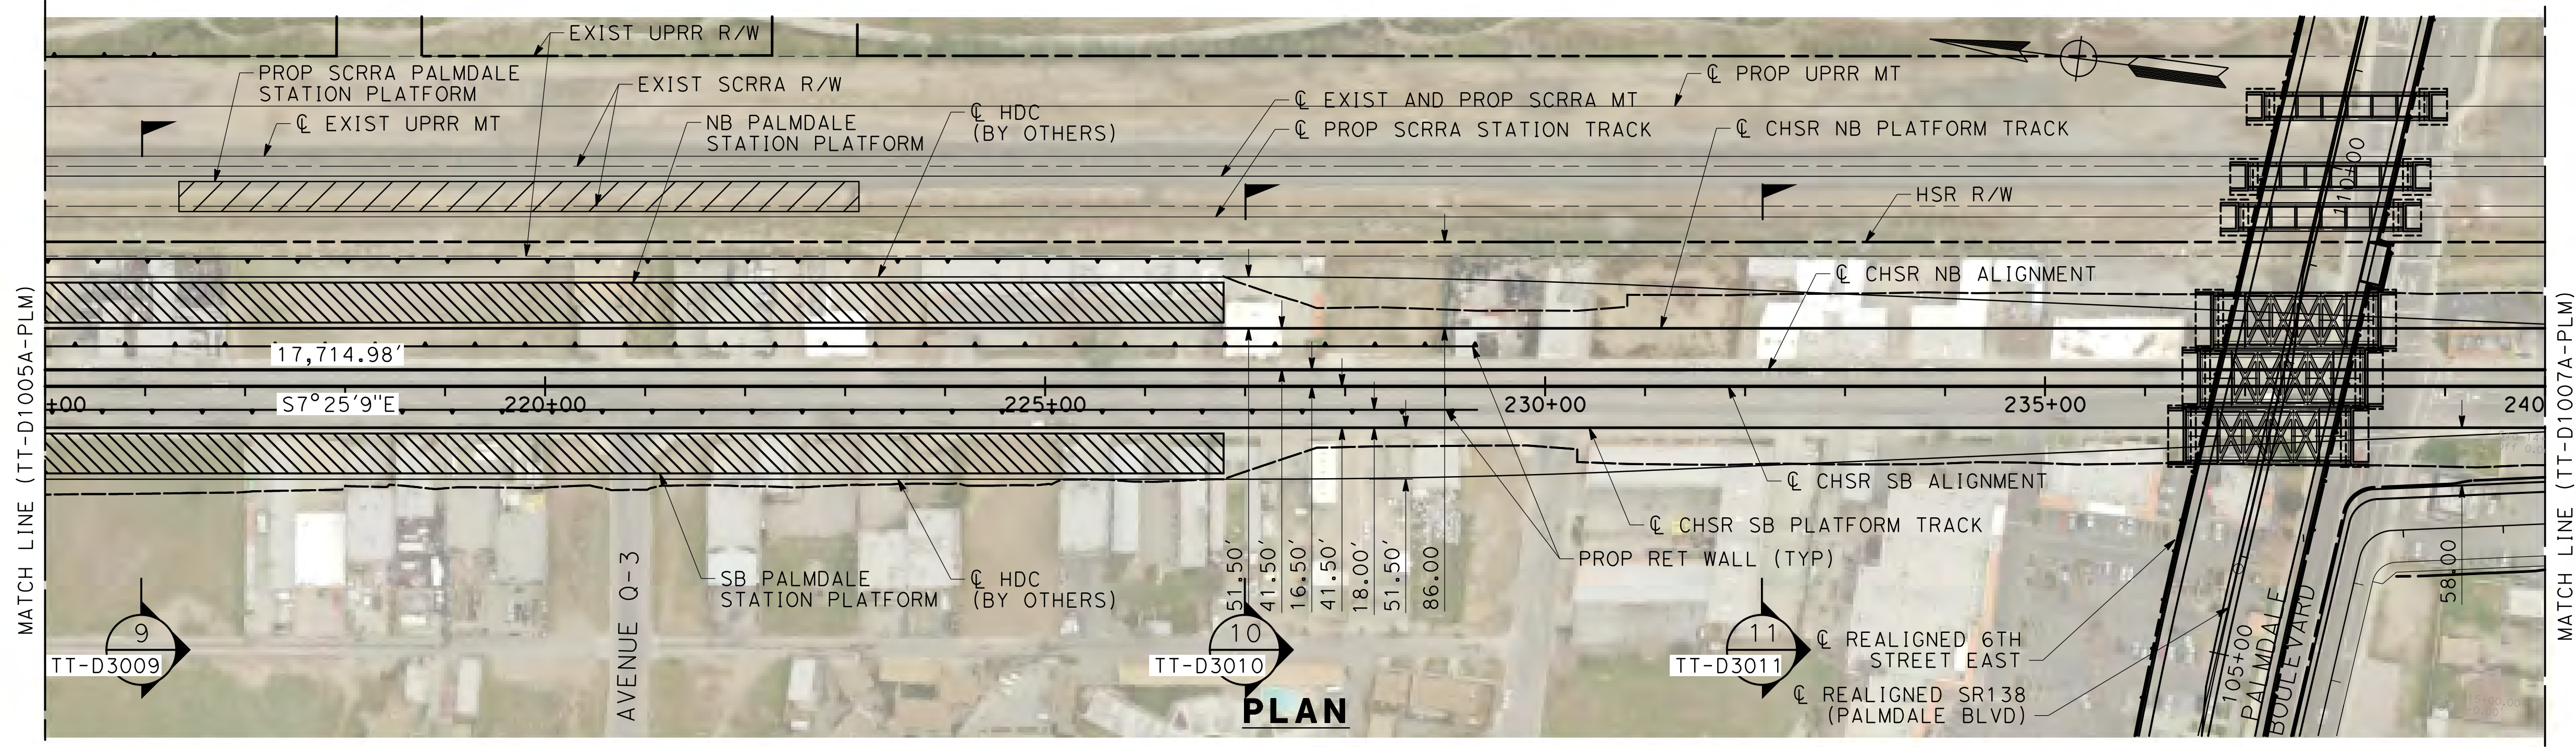 EXIST UPRR R/W
PROP SCRRA PALMDALE
STATION PLATFORM
EXIST SCRRA R/W
℄ EXIST UPRR MT
NB PALMDALE
STATION PLATFORM
℄ HDC
(BY OTHERS)
℄ EXIST AND PROP SCRRA MT
℄ PROP SCRRA STATION TRACK
℄ PROP UPRR MT
℄ CHSR NB PLATFORM TRACK
HSR R/W
℄ CHSR NB ALIGNMENT
110+00
MATCH LINE (TT-D1005A-PLM)
17,714.98'
S7°25'9"E
+00
220+00
225+00
230+00
235+00
240
MATCH LINE (TT-D1007A-PLM)
℄ CHSR SB ALIGNMENT
℄ CHSR SB PLATFORM TRACK
PROP RET WALL (TYP)
51.50'
41.50'
16.50'
41.50'
18.00'
51.50'
86.00
58.00
SB PALMDALE
STATION PLATFORM
℄ HDC
(BY OTHERS)
AVENUE Q-3
9
TT-D3009
10
TT-D3010
11
TT-D3011
℄ REALIGNED 6TH
STREET EAST
℄ REALIGNED SR138
(PALMDALE BLVD)
105+00
PALMDALE
BOULEVARD
PLAN